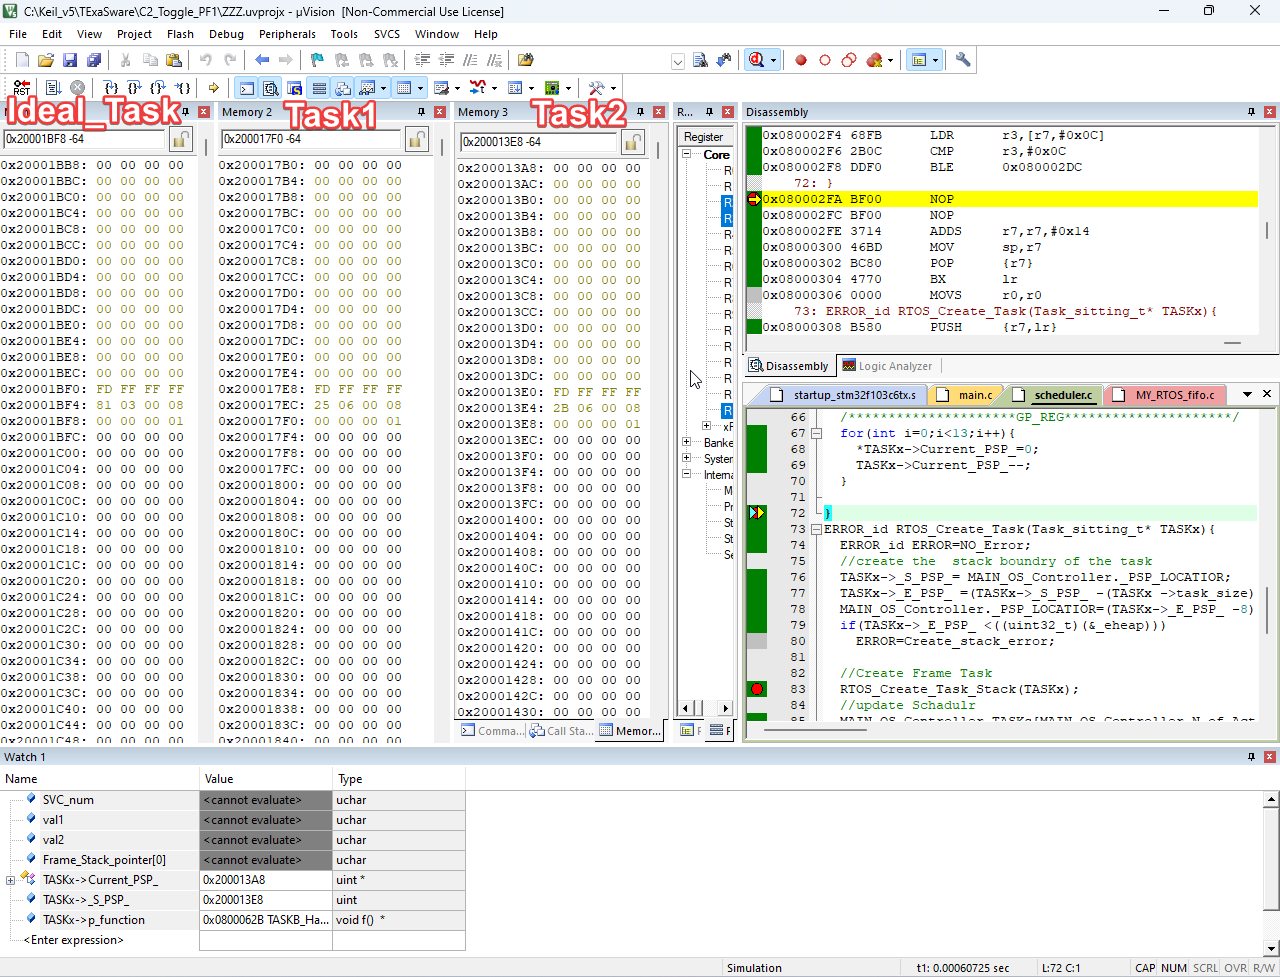 C:\Keil_v5\TExaSware\C2_Toggle_PF1\ZZZ.uvprojx - µVision  [Non-Commercial Use License]
File Edit View Project Flash Debug Peripherals Tools SVCS Window Help
Ideal_Task
Memory 2
Task1
Memory 3
Task2
R...
Disassembly
0x20001BF8 -64
0x200017F0 -64
0x200013E8 -64
0x20001BB8: 00 00 00 00
0x20001BBC: 00 00 00 00
0x20001BC0: 00 00 00 00
0x20001BC4: 00 00 00 00
0x20001BC8: 00 00 00 00
0x20001BCC: 00 00 00 00
0x20001BD0: 00 00 00 00
0x20001BD4: 00 00 00 00
0x20001BD8: 00 00 00 00
0x20001BDC: 00 00 00 00
0x20001BE0: 00 00 00 00
0x20001BE4: 00 00 00 00
0x20001BE8: 00 00 00 00
0x20001BEC: 00 00 00 00
0x20001BF0: FD FF FF FF
0x20001BF4: 81 03 00 08
0x20001BF8: 00 00 00 01
0x20001BFC: 00 00 00 00
0x20001C00: 00 00 00 00
0x20001C04: 00 00 00 00
0x20001C08: 00 00 00 00
0x20001C0C: 00 00 00 00
0x20001C10: 00 00 00 00
0x20001C14: 00 00 00 00
0x20001C18: 00 00 00 00
0x20001C1C: 00 00 00 00
0x20001C20: 00 00 00 00
0x20001C24: 00 00 00 00
0x20001C28: 00 00 00 00
0x20001C2C: 00 00 00 00
0x20001C30: 00 00 00 00
0x20001C34: 00 00 00 00
0x20001C38: 00 00 00 00
0x20001C3C: 00 00 00 00
0x20001C40: 00 00 00 00
0x20001C44: 00 00 00 00
0x20001C48: 00 00 00 00
0x200017B0: 00 00 00 00
0x200017B4: 00 00 00 00
0x200017B8: 00 00 00 00
0x200017BC: 00 00 00 00
0x200017C0: 00 00 00 00
0x200017C4: 00 00 00 00
0x200017C8: 00 00 00 00
0x200017CC: 00 00 00 00
0x200017D0: 00 00 00 00
0x200017D4: 00 00 00 00
0x200017D8: 00 00 00 00
0x200017DC: 00 00 00 00
0x200017E0: 00 00 00 00
0x200017E4: 00 00 00 00
0x200017E8: FD FF FF FF
0x200017EC: 25 06 00 08
0x200017F0: 00 00 00 01
0x200017F4: 00 00 00 00
0x200017F8: 00 00 00 00
0x200017FC: 00 00 00 00
0x20001800: 00 00 00 00
0x20001804: 00 00 00 00
0x20001808: 00 00 00 00
0x2000180C: 00 00 00 00
0x20001810: 00 00 00 00
0x20001814: 00 00 00 00
0x20001818: 00 00 00 00
0x2000181C: 00 00 00 00
0x20001820: 00 00 00 00
0x20001824: 00 00 00 00
0x20001828: 00 00 00 00
0x2000182C: 00 00 00 00
0x20001830: 00 00 00 00
0x20001834: 00 00 00 00
0x20001838: 00 00 00 00
0x2000183C: 00 00 00 00
0x20001840: 00 00 00 00
0x200013A8: 00 00 00 00
0x200013AC: 00 00 00 00
0x200013B0: 00 00 00 00
0x200013B4: 00 00 00 00
0x200013B8: 00 00 00 00
0x200013BC: 00 00 00 00
0x200013C0: 00 00 00 00
0x200013C4: 00 00 00 00
0x200013C8: 00 00 00 00
0x200013CC: 00 00 00 00
0x200013D0: 00 00 00 00
0x200013D4: 00 00 00 00
0x200013D8: 00 00 00 00
0x200013DC: 00 00 00 00
0x200013E0: FD FF FF FF
0x200013E4: 2B 06 00 08
0x200013E8: 00 00 00 01
0x200013EC: 00 00 00 00
0x200013F0: 00 00 00 00
0x200013F4: 00 00 00 00
0x200013F8: 00 00 00 00
0x200013FC: 00 00 00 00
0x20001400: 00 00 00 00
0x20001404: 00 00 00 00
0x20001408: 00 00 00 00
0x2000140C: 00 00 00 00
0x20001410: 00 00 00 00
0x20001414: 00 00 00 00
0x20001418: 00 00 00 00
0x2000141C: 00 00 00 00
0x20001420: 00 00 00 00
0x20001424: 00 00 00 00
0x20001428: 00 00 00 00
0x2000142C: 00 00 00 00
0x20001430: 00 00 00 00
Comma... Call Sta... Memor...
Register
Core
Banke
System
Interna
0x080002F4 68FB LDR r3,[r7,#0x0C]
0x080002F6 2B0C CMP r3,#0x0C
0x080002F8 DDF0 BLE 0x080002DC
72: }
0x080002FA BF00 NOP
0x080002FC BF00 NOP
0x080002FE 3714 ADDS r7,r7,#0x14
0x08000300 46BD MOV sp,r7
0x08000302 BC80 POP {r7}
0x08000304 4770 BX lr
0x08000306 0000 MOVS r0,r0
73: ERROR_id RTOS_Create_Task(Task_sitting_t* TASKx){
0x08000308 B580 PUSH {r7,lr}
Disassembly Logic Analyzer
startup_stm32f103c6tx.s main.c scheduler.c MY_RTOS_fifo.c
66 /*********************GP_REG*********************/
67 for(int i=0;i<13;i++){
68 *TASKx->Current_PSP_=0;
69 TASKx->Current_PSP_--;
70 }
71
72 }
73 ERROR_id RTOS_Create_Task(Task_sitting_t* TASKx){
74 ERROR_id ERROR=NO_Error;
75 //create the  stack boundry of the task
76 TASKx->_S_PSP_= MAIN_OS_Controller._PSP_LOCATIOR;
77 TASKx->_E_PSP_ =(TASKx->_S_PSP_ -(TASKx ->task_size)
78 MAIN_OS_Controller._PSP_LOCATIOR=(TASKx->_E_PSP_ -8)
79 if(TASKx->_E_PSP_ <((uint32_t)(&_eheap)))
80 ERROR=Create_stack_error;
81
82 //Create Frame Task
83 RTOS_Create_Task_Stack(TASKx);
84 //update Schadulr
85 MAIN_OS_Controller.TASKs[MAIN_OS_Controller.N_of_Act
Watch 1
Name Value Type
SVC_num <cannot evaluate> uchar
val1 <cannot evaluate> uchar
val2 <cannot evaluate> uchar
Frame_Stack_pointer[0] <cannot evaluate> uchar
TASKx->Current_PSP_ 0x200013A8 uint *
TASKx->_S_PSP_ 0x200013E8 uint
TASKx->p_function 0x0800062B TASKB_Ha... void f() *
<Enter expression>
Simulation t1: 0.00060725 sec L:72 C:1 CAP NUM SCRL OVR R/W